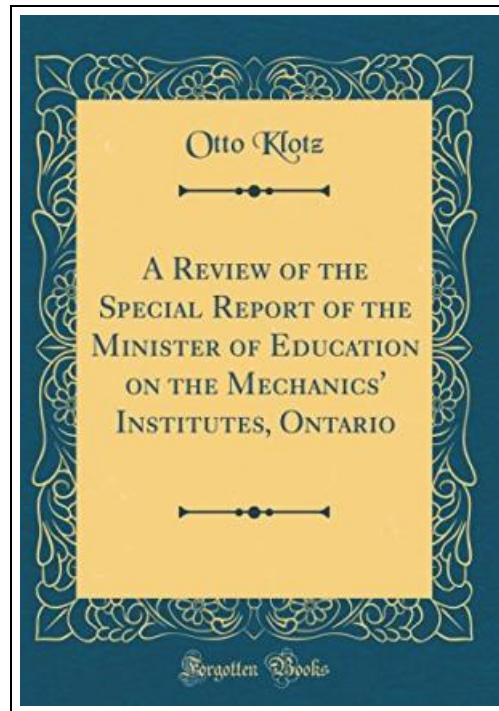 Otto Klotz
A Review of the
Special Report of the
Minister of Education
on the Mechanics'
Institutes, Ontario
Forgotten Books